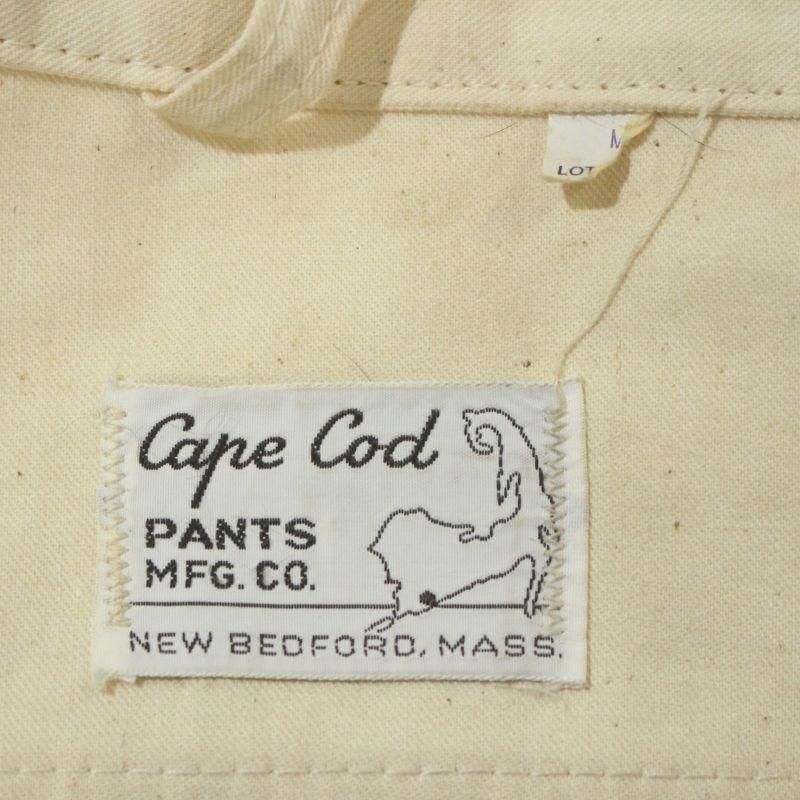 M
LOT
Cape Cod
PANTS
MFG. CO.
NEW BEDFORD, MASS.